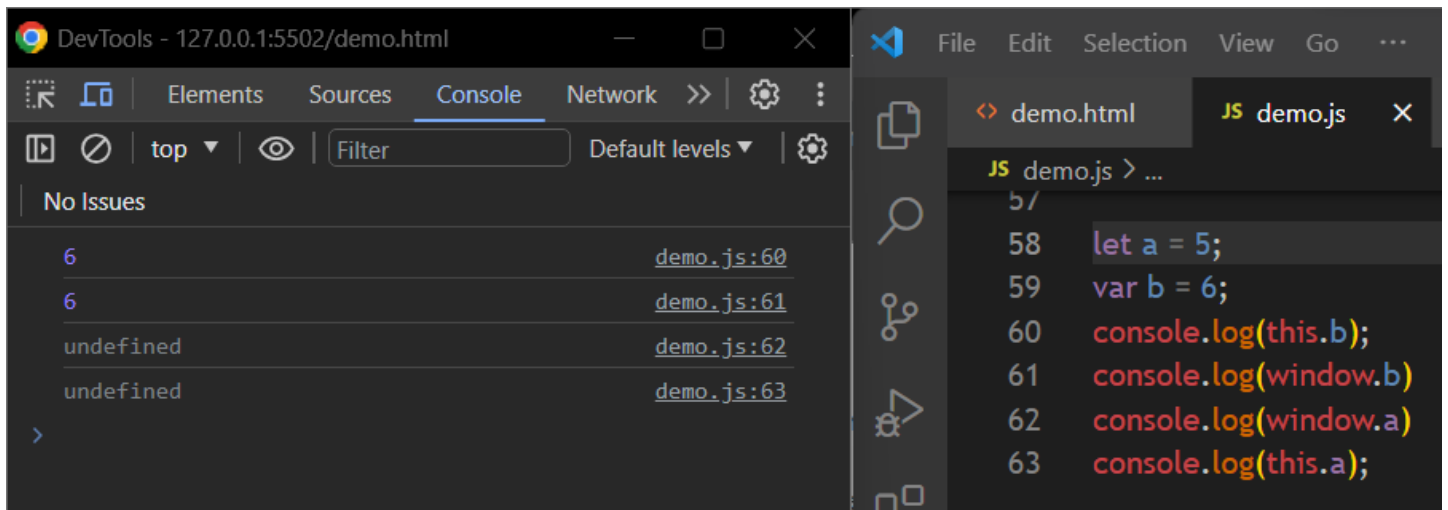 DevTools - 127.0.0.1:5502/demo.html
Elements Sources Console Network
top Filter Default levels
No Issues
6 demo.js:60
6 demo.js:61
undefined demo.js:62
undefined demo.js:63
File Edit Selection View Go ...
demo.html JS demo.js
JS demo.js > ...
57
58 let a = 5;
59 var b = 6;
60 console.log(this.b);
61 console.log(window.b)
62 console.log(window.a)
63 console.log(this.a);